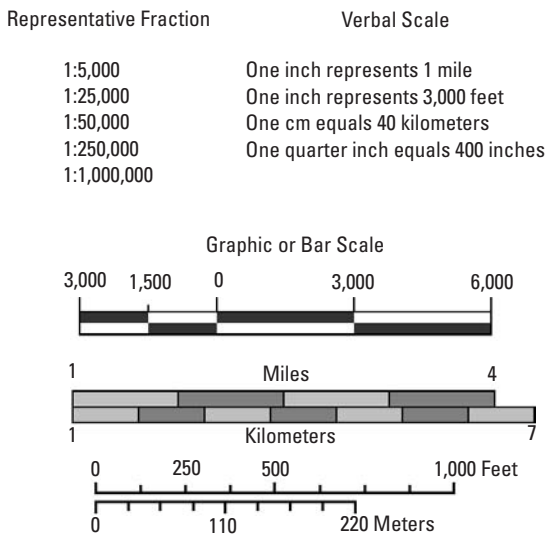 Representative Fraction Verbal Scale
1:5,000 One inch represents 1 mile
1:25,000 One inch represents 3,000 feet
1:50,000 One cm equals 40 kilometers
1:250,000 One quarter inch equals 400 inches
1:1,000,000
Graphic or Bar Scale
3,000 1,500 0 3,000 6,000
1 Miles 4
1 Kilometers 7
0 250 500 1,000 Feet
0 110 220 Meters